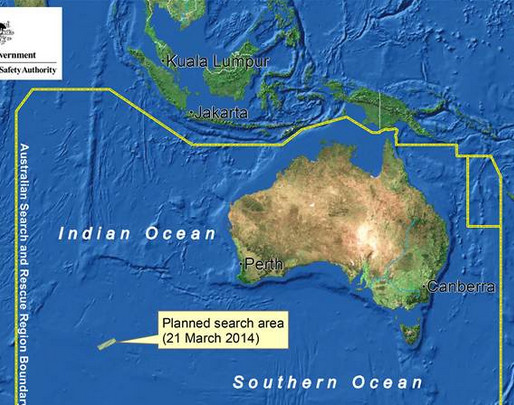 vernment
Safety Authority
Kuala Lumpur
Jakarta
Australian Search and Rescue Region Boundar
Indian Ocean
Perth
Canberra
Planned search area
(21 March 2014)
Southern Ocean